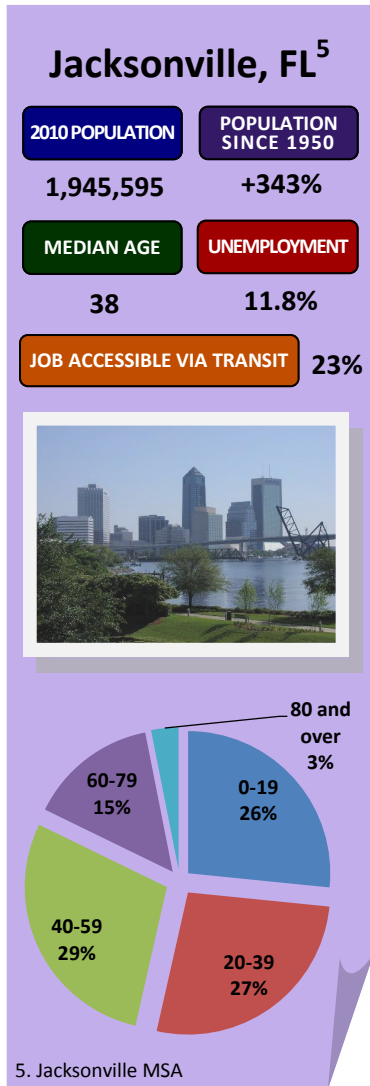 Jacksonville, FL5
2010 POPULATION
1,945,595
POPULATION
SINCE 1950
+343%
MEDIAN AGE
38
UNEMPLOYMENT
11.8%
JOB ACCESSIBLE VIA TRANSIT
23%
80 and
over
3%
0-19
26%
60-79
15%
40-59
29%
20-39
27%
5. Jacksonville MSA